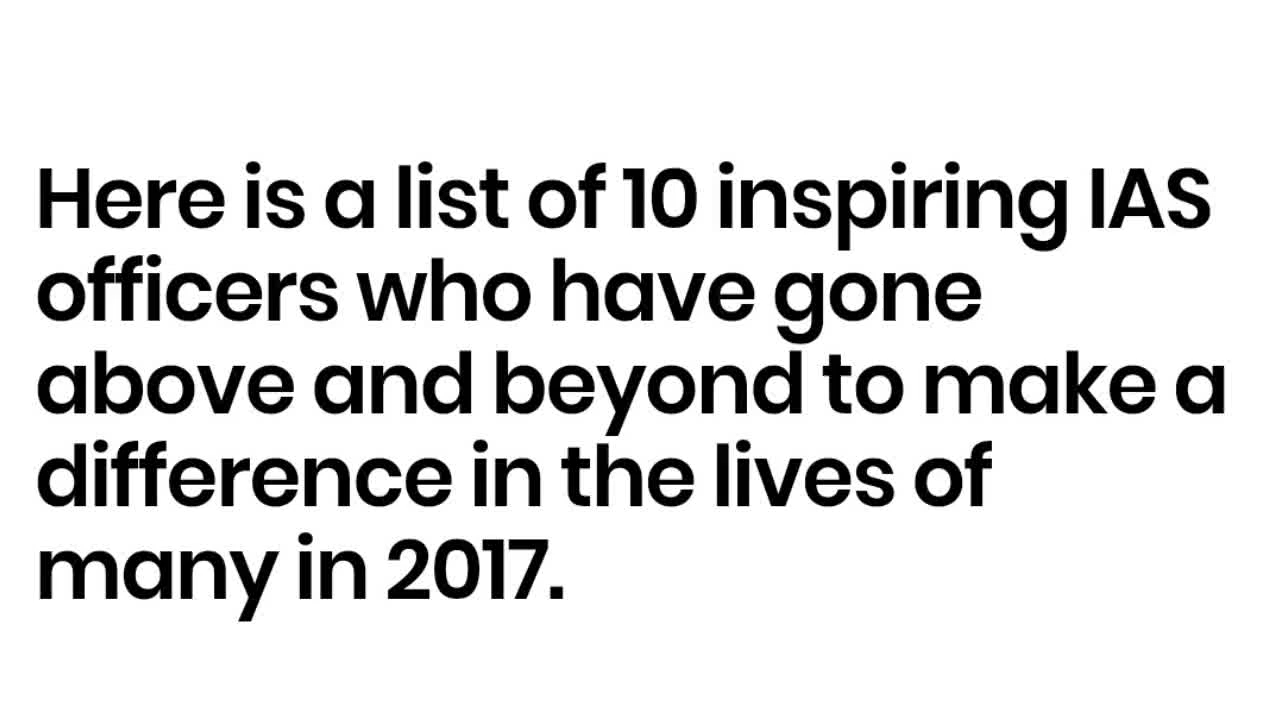 Here is a list of 10 inspiring IAS
officers who have gone
above and beyond to make a
difference in the lives of
many in 2017.